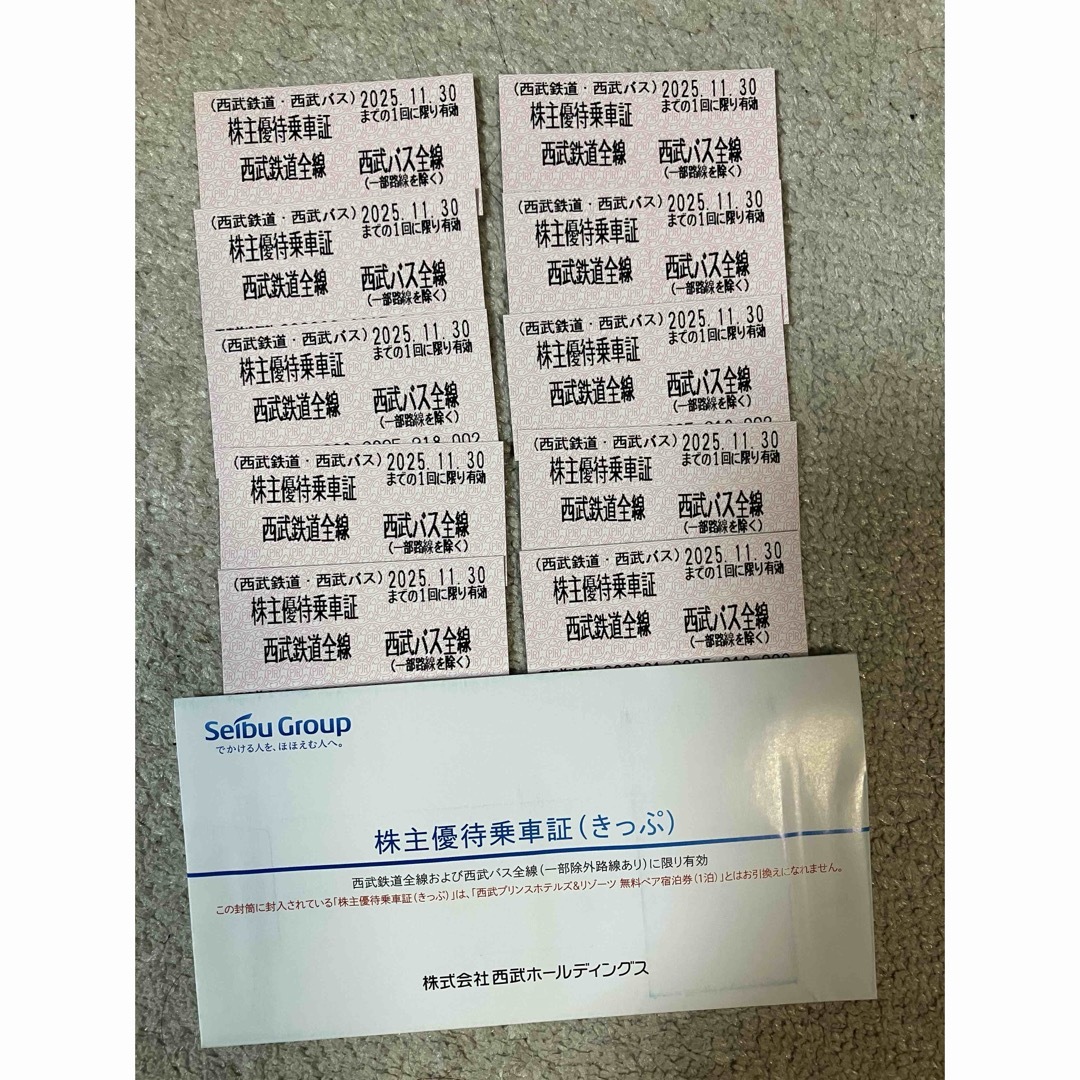 (西武鉄道・西武バス) 2025.11.30
までの1回に限り有効
株主優待乗車証
西武鉄道全線 西武バス全線
(一部路線を除く)
(西武鉄道・西武バス) 2025.11.30
までの1回に限り有効
株主優待乗車証
西武鉄道全線 西武バス全線
(一部路線を除く)
(西武鉄道・西武バス) 2025.11.30
までの1回に限り有効
株主優待乗車証
西武鉄道全線 西武バス全線
(一部路線を除く)
(西武鉄道・西武バス) 2025.11.30
までの1回に限り有効
株主優待乗車証
西武鉄道全線 西武バス全線
(一部路線を除く)
(西武鉄道・西武バス) 2025.11.30
までの1回に限り有効
株主優待乗車証
西武鉄道全線 西武バス全線
(一部路線を除く)
(西武鉄道・西武バス) 2025.11.30
までの1回に限り有効
株主優待乗車証
西武鉄道全線 西武バス全線
(一部路線を除く)
(西武鉄道・西武バス) 2025.11.30
までの1回に限り有効
株主優待乗車証
西武鉄道全線 西武バス全線
(一部路線を除く)
(西武鉄道・西武バス) 2025.11.30
までの1回に限り有効
株主優待乗車証
西武鉄道全線 西武バス全線
(一部路線を除く)
(西武鉄道・西武バス) 2025.11.30
までの1回に限り有効
株主優待乗車証
西武鉄道全線 西武バス全線
(一部路線を除く)
(西武鉄道・西武バス) 2025.11.30
までの1回に限り有効
株主優待乗車証
西武鉄道全線 西武バス全線
(一部路線を除く)
Seibu Group
でかける人を、ほほえむ人へ。
株主優待乗車証(きっぷ)
西武鉄道全線および西武バス全線(一部除外路線あり)に限り有効
この封筒に封入されている「株主優待乗車証(きっぷ)」は、「西武プリンスホテルズ&リゾーツ 無料ペア宿泊券(1泊)」とはお引換えになれません。
株式会社西武ホールディングス